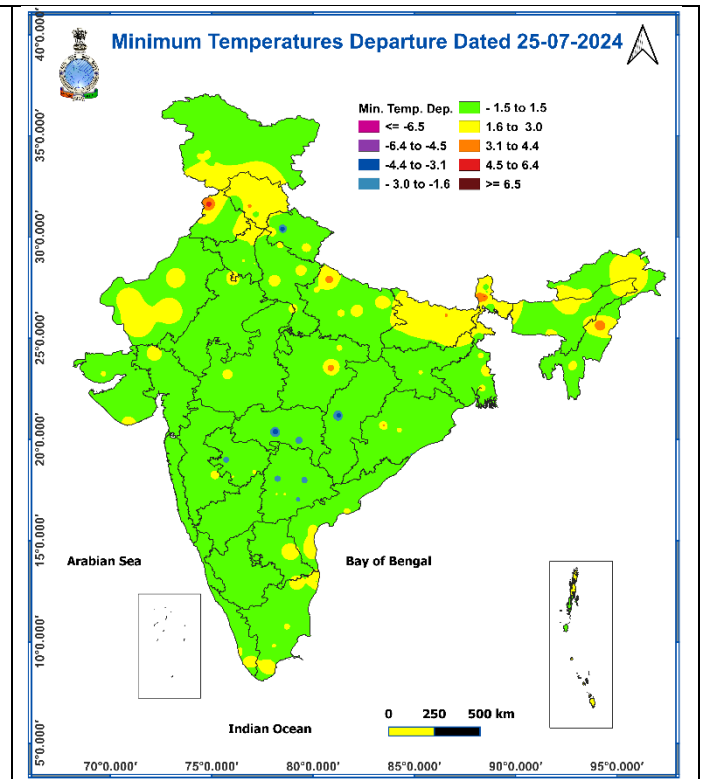 Minimum Temperatures Departure Dated 25-07-2024
Min. Temp. Dep.
<= -6.5
-6.4 to -4.5
-4.4 to -3.1
- 3.0 to -1.6
- 1.5 to 1.5
1.6 to 3.0
3.1 to 4.4
4.5 to 6.4
>= 6.5
40°0.000'
35°0.000'
30°0.000'
25°0.000'
20°0.000'
15°0.000'
10°0.000'
5°0.000'
Arabian Sea
Bay of Bengal
Indian Ocean
0 250 500 km
70°0.000' 75°0.000' 80°0.000' 85°0.000' 90°0.000' 95°0.000'